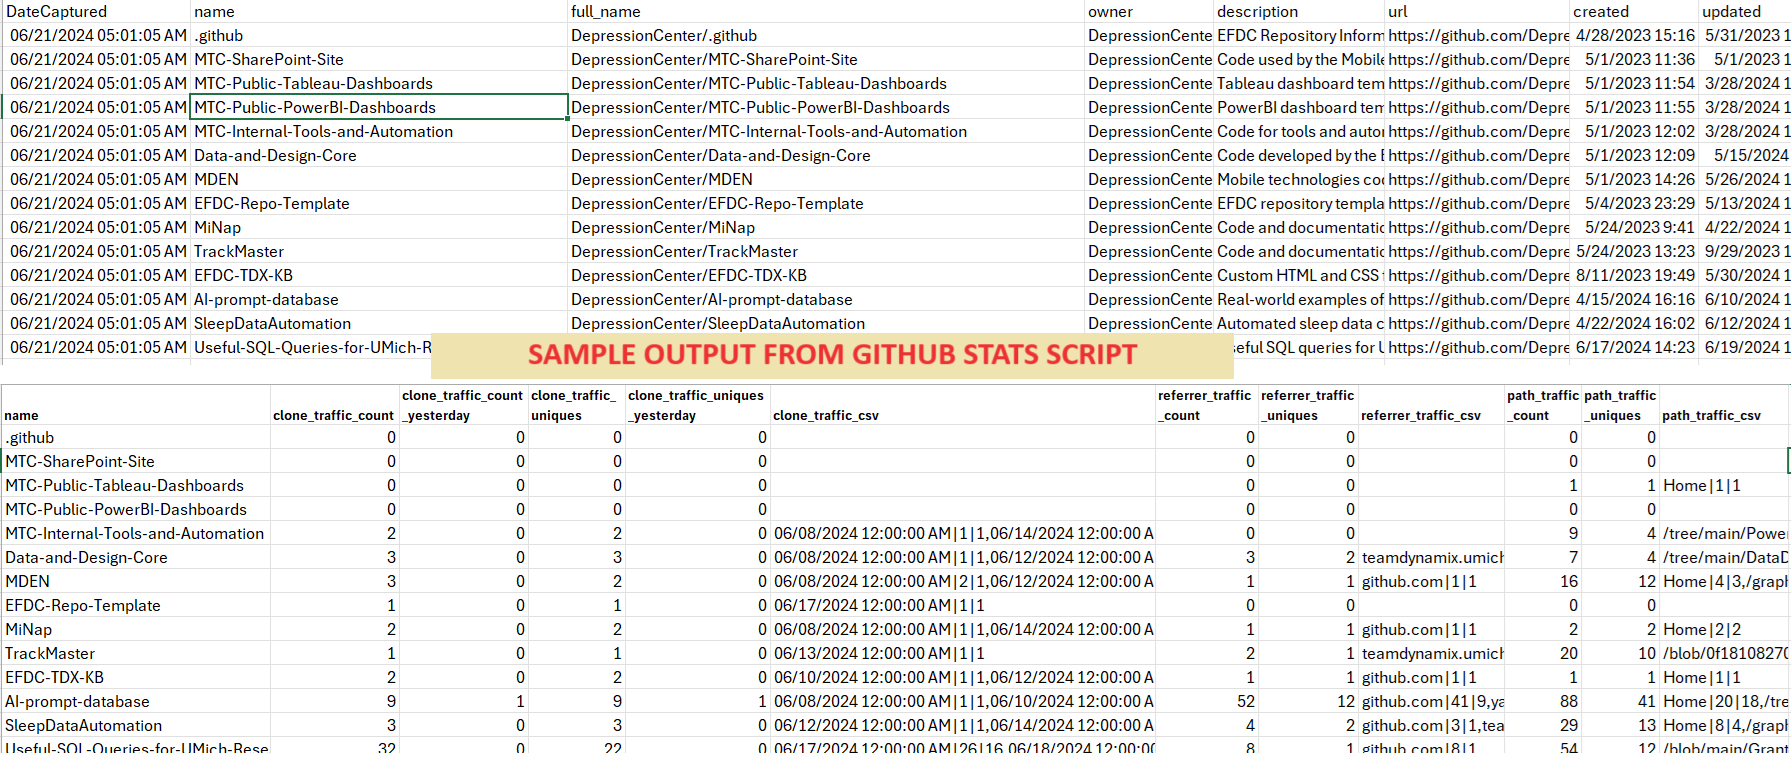 DateCaptured name full_name owner description url created updated
06/21/2024 05:01:05 AM .github DepressionCenter/.github DepressionCente EFDC Repository Inform https://github.com/Depre 4/28/2023 15:16 5/31/2023 1
06/21/2024 05:01:05 AM MTC-SharePoint-Site DepressionCenter/MTC-SharePoint-Site DepressionCente Code used by the Mobile https://github.com/Depre 5/1/2023 11:36 5/1/2023 1
06/21/2024 05:01:05 AM MTC-Public-Tableau-Dashboards DepressionCenter/MTC-Public-Tableau-Dashboards DepressionCente Tableau dashboard tem https://github.com/Depre 5/1/2023 11:54 3/28/2024 1
06/21/2024 05:01:05 AM MTC-Public-PowerBI-Dashboards DepressionCenter/MTC-Public-PowerBI-Dashboards DepressionCente PowerBI dashboard tem https://github.com/Depre 5/1/2023 11:55 3/28/2024 1
06/21/2024 05:01:05 AM MTC-Internal-Tools-and-Automation DepressionCenter/MTC-Internal-Tools-and-Automation DepressionCente Code for tools and autor https://github.com/Depre 5/1/2023 12:02 3/28/2024 1
06/21/2024 05:01:05 AM Data-and-Design-Core DepressionCenter/Data-and-Design-Core DepressionCente Code developed by the E https://github.com/Depre 5/1/2023 12:09 5/15/2024
06/21/2024 05:01:05 AM MDEN DepressionCenter/MDEN DepressionCente Mobile technologies coc https://github.com/Depre 5/1/2023 14:26 5/26/2024 1
06/21/2024 05:01:05 AM EFDC-Repo-Template DepressionCenter/EFDC-Repo-Template DepressionCente EFDC repository templa https://github.com/Depre 5/4/2023 23:29 5/13/2024 1
06/21/2024 05:01:05 AM MiNap DepressionCenter/MiNap DepressionCente Code and documentatic https://github.com/Depre 5/24/2023 9:41 4/22/2024 1
06/21/2024 05:01:05 AM TrackMaster DepressionCenter/TrackMaster DepressionCente Code and documentatic https://github.com/Depre 5/24/2023 13:23 9/29/2023 1
06/21/2024 05:01:05 AM EFDC-TDX-KB DepressionCenter/EFDC-TDX-KB DepressionCente Custom HTML and CSS https://github.com/Depre 8/11/2023 19:49 5/30/2024 1
06/21/2024 05:01:05 AM AI-prompt-database DepressionCenter/AI-prompt-database DepressionCente Real-world examples of https://github.com/Depre 4/15/2024 16:16 6/10/2024 1
06/21/2024 05:01:05 AM SleepDataAutomation DepressionCenter/SleepDataAutomation DepressionCente Automated sleep data c https://github.com/Depre 4/22/2024 16:02 6/12/2024 1
06/21/2024 05:01:05 AM Useful-SQL-Queries-for-UMich-R seful SQL queries for U https://github.com/Depre 6/17/2024 14:23 6/19/2024 1
SAMPLE OUTPUT FROM GITHUB STATS SCRIPT
clone_traffic_count clone_traffic_ clone_traffic_uniques referrer_traffic referrer_traffic path_traffic path_traffic
name clone_traffic_count _yesterday uniques _yesterday clone_traffic_csv _count _uniques referrer_traffic_csv _count _uniques path_traffic_csv
.github 0 0 0 0 0 0 0 0
MTC-SharePoint-Site 0 0 0 0 0 0 0 0
MTC-Public-Tableau-Dashboards 0 0 0 0 0 0 1 1 Home|1|1
MTC-Public-PowerBI-Dashboards 0 0 0 0 0 0 0 0
MTC-Internal-Tools-and-Automation 2 0 2 0 06/08/2024 12:00:00 AM|1|1,06/14/2024 12:00:00 A 0 0 9 4 /tree/main/Power
Data-and-Design-Core 3 0 3 0 06/08/2024 12:00:00 AM|1|1,06/12/2024 12:00:00 A 3 2 teamdynamix.umich 7 4 /tree/main/DataD
MDEN 3 0 2 0 06/08/2024 12:00:00 AM|2|1,06/12/2024 12:00:00 A 1 1 github.com|1|1 16 12 Home|4|3,/graph
EFDC-Repo-Template 1 0 1 0 06/17/2024 12:00:00 AM|1|1 0 0 0 0
MiNap 2 0 2 0 06/08/2024 12:00:00 AM|1|1,06/14/2024 12:00:00 A 1 1 github.com|1|1 2 2 Home|2|2
TrackMaster 1 0 1 0 06/13/2024 12:00:00 AM|1|1 2 1 teamdynamix.umich 20 10 /blob/0f18108270
EFDC-TDX-KB 2 0 2 0 06/10/2024 12:00:00 AM|1|1,06/12/2024 12:00:00 A 1 1 github.com|1|1 1 1 Home|1|1
AI-prompt-database 9 1 9 1 06/08/2024 12:00:00 AM|1|1,06/10/2024 12:00:00 A 52 12 github.com|41|9,ya 88 41 Home|20|18,/tre
SleepDataAutomation 3 0 3 0 06/12/2024 12:00:00 AM|1|1,06/14/2024 12:00:00 A 4 2 github.com|3|1,tea 29 13 Home|8|4,/graph
Useful-SQL-Queries-for-UMich-Rese 32 0 22 0 06/17/2024 12:00:00 AM|26|16,06/18/2024 12:00:00 8 1 github.com|8|1 54 12 /blob/main/Grant